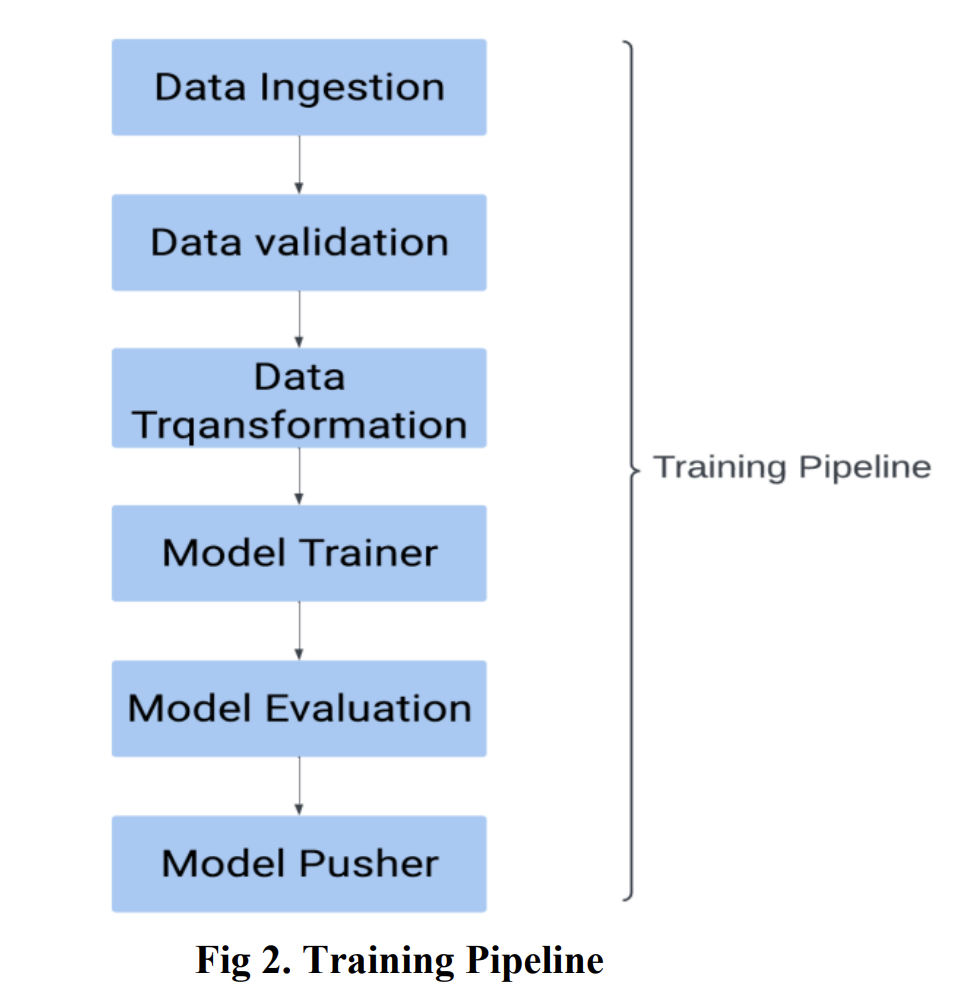 Data Ingestion
Data validation
Data
Trqansformation
Model Trainer
Model Evaluation
Model Pusher
Training Pipeline
Fig 2. Training Pipeline